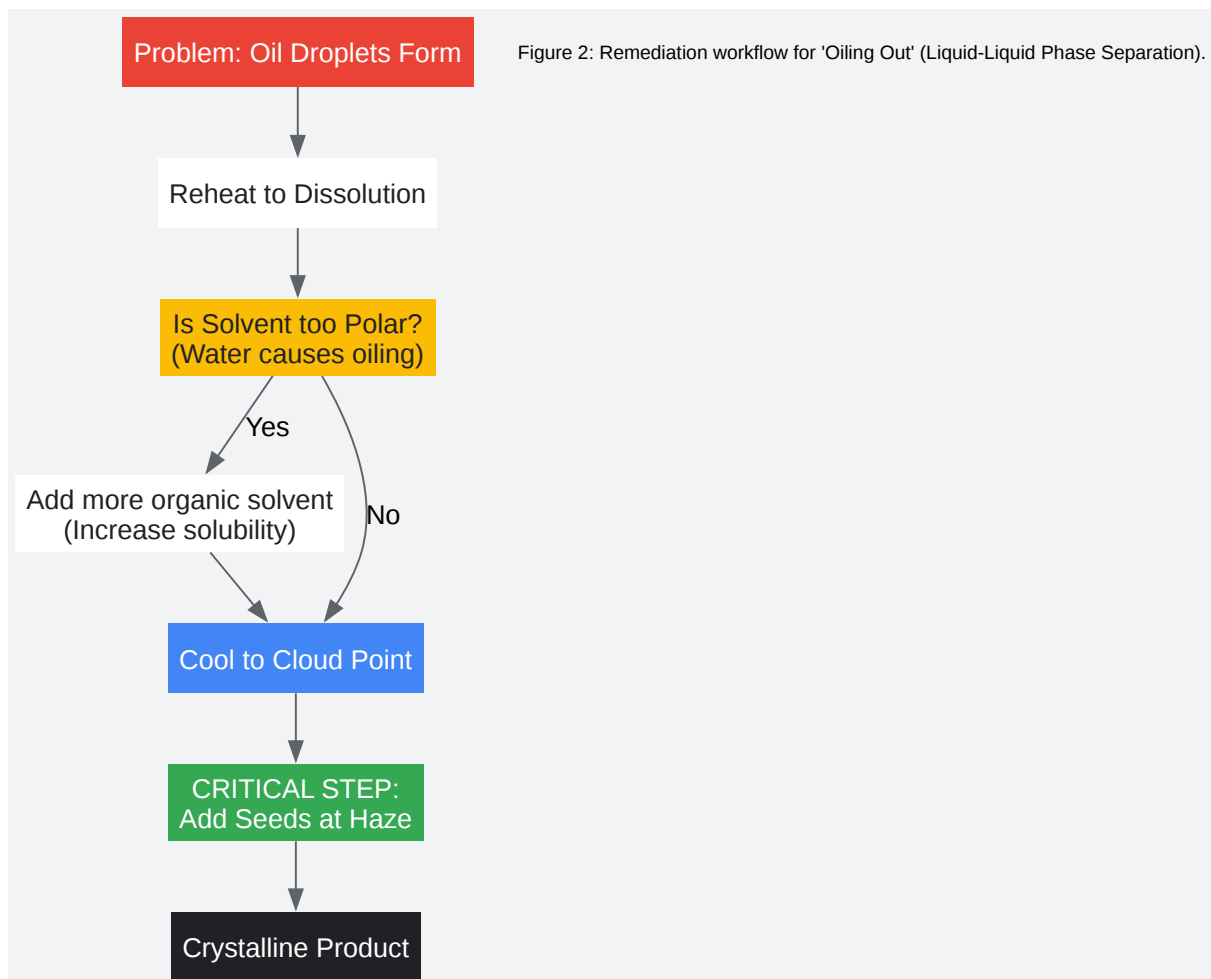 Problem: Oil Droplets Form
Figure 2: Remediation workflow for 'Oiling Out' (Liquid-Liquid Phase Separation).
Reheat to Dissolution
Is Solvent too Polar?
(Water causes oiling)
Yes
Add more organic solvent
(Increase solubility)
No
Cool to Cloud Point
CRITICAL STEP:
Add Seeds at Haze
Crystalline Product